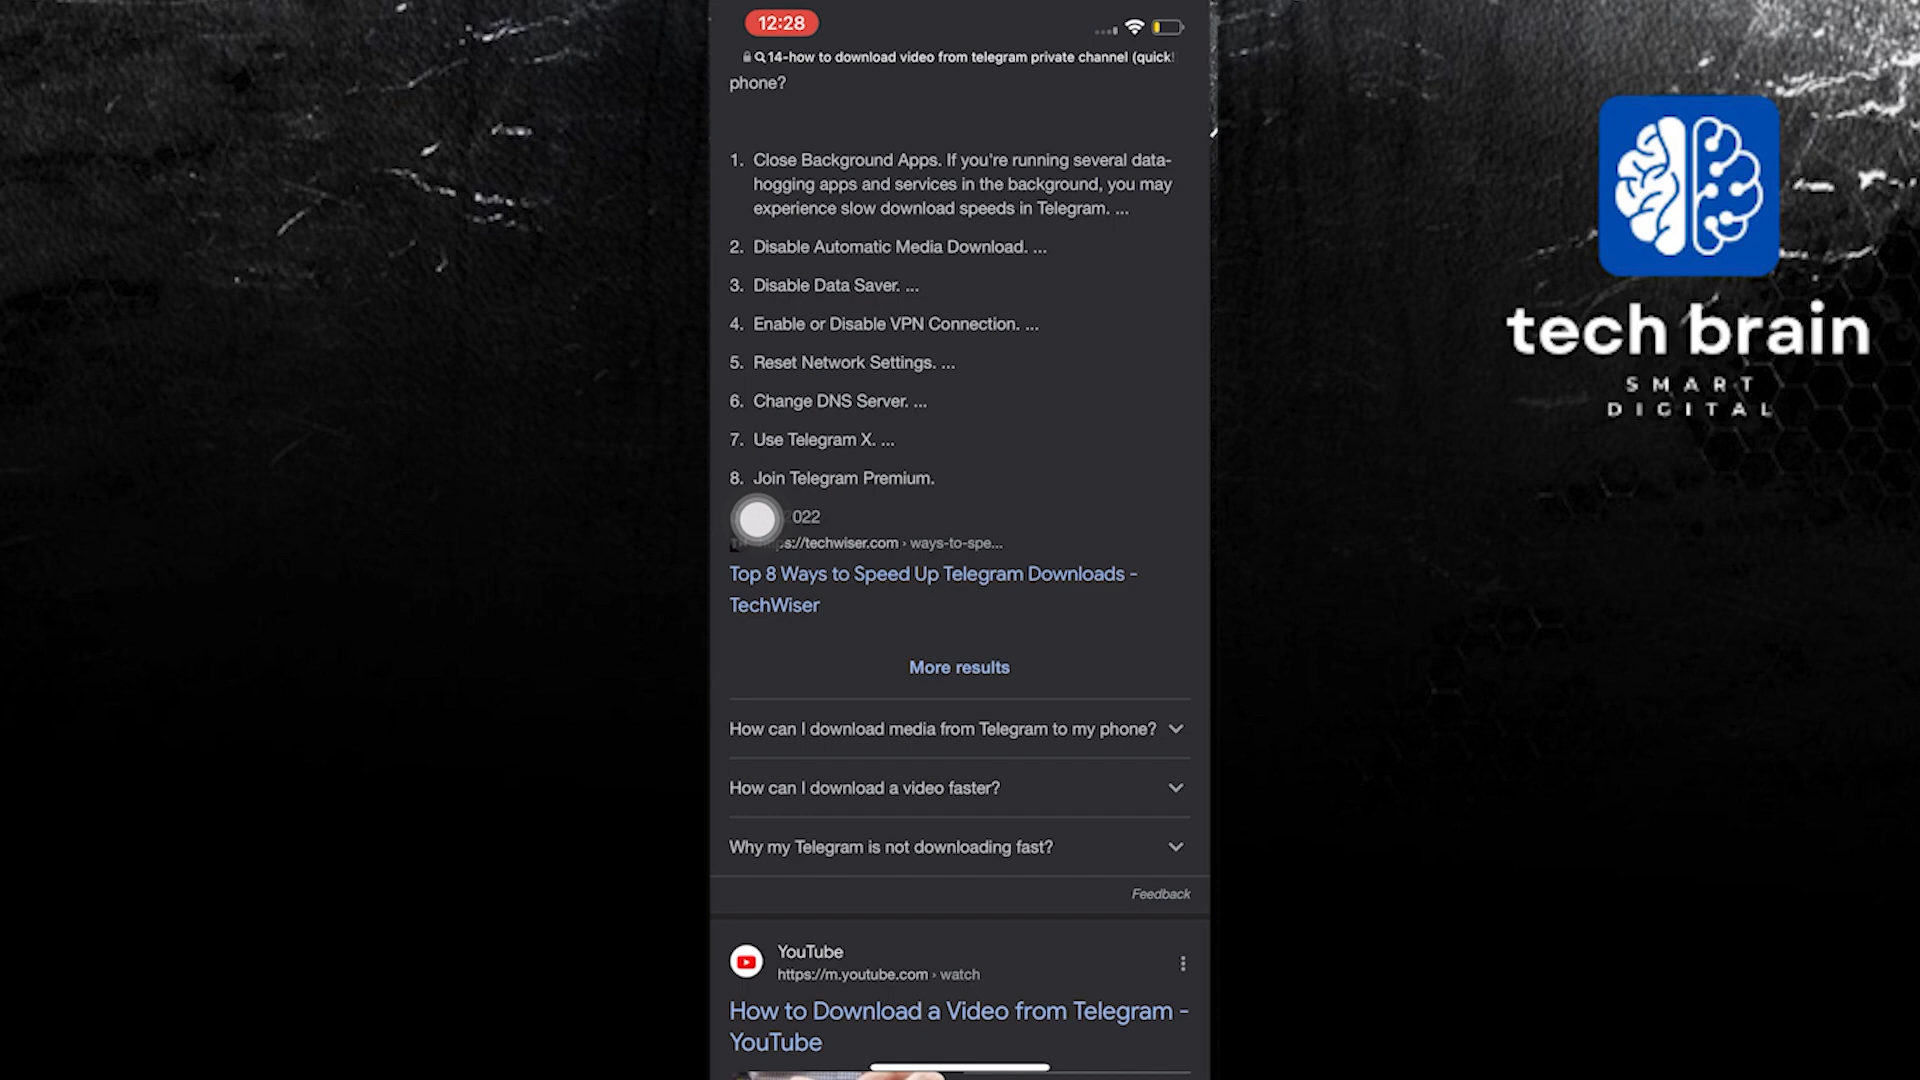 12:28
14-how to download video from telegram private channel (quick!
phone?
1. Close Background Apps. If you're running several data-
hogging apps and services in the background, you may
experience slow download speeds in Telegram. ...
2. Disable Automatic Media Download. ...
3. Disable Data Saver. ...
4. Enable or Disable VPN Connection. ...
5. Reset Network Settings. ...
6. Change DNS Server. ...
7. Use Telegram X. ...
8. Join Telegram Premium.
022
s://techwiser.com › ways-to-spe...
Top 8 Ways to Speed Up Telegram Downloads -
TechWiser
More results
How can I download media from Telegram to my phone?
How can I download a video faster?
Why my Telegram is not downloading fast?
Feedback
YouTube
https://m.youtube.com › watch
How to Download a Video from Telegram -
YouTube
tech brain
SMART
DIGITAL